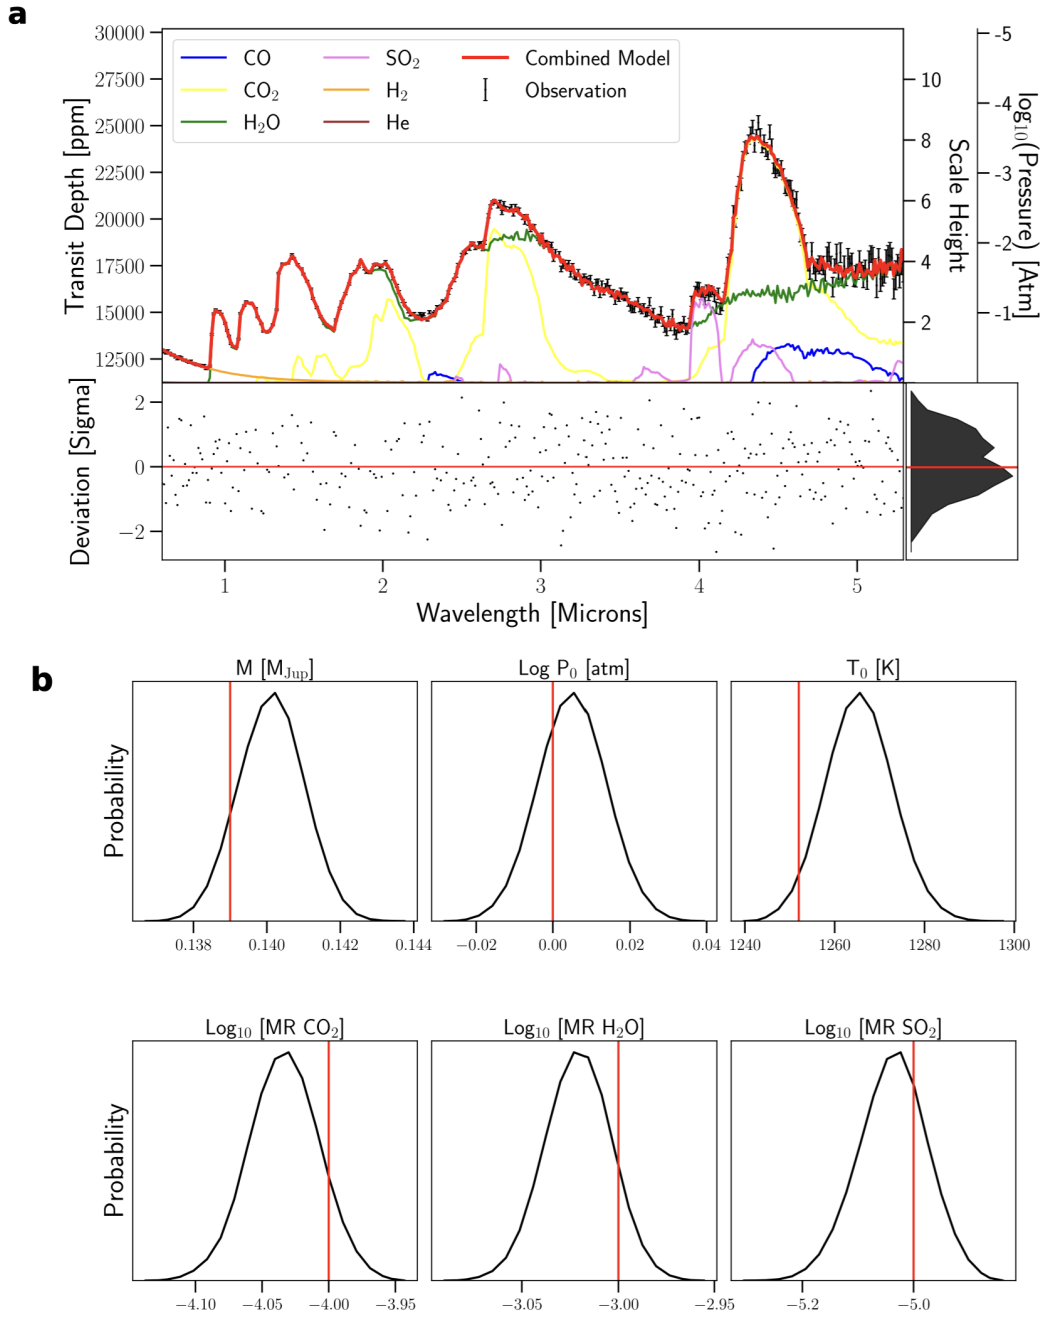 a
30000
27500
25000
22500
20000
17500
15000
12500
Transit Depth [ppm]
CO
CO₂
H₂O
SO₂
H₂
He
Combined Model
Observation
10
8
6
4
2
Scale Height
-5
-4
-3
-2
-1
log₁₀(Pressure) [Atm]
2
0
−2
Deviation [Sigma]
1 2 3 4 5
Wavelength [Microns]
b
M [M_Jup]
Log P₀ [atm]
T₀ [K]
Probability
0.138 0.140 0.142 0.144
−0.02 0.00 0.02 0.04
1240 1260 1280 1300
Log₁₀ [MR CO₂]
Log₁₀ [MR H₂O]
Log₁₀ [MR SO₂]
Probability
−4.10 −4.05 −4.00 −3.95
−3.05 −3.00 −2.95
−5.2 −5.0